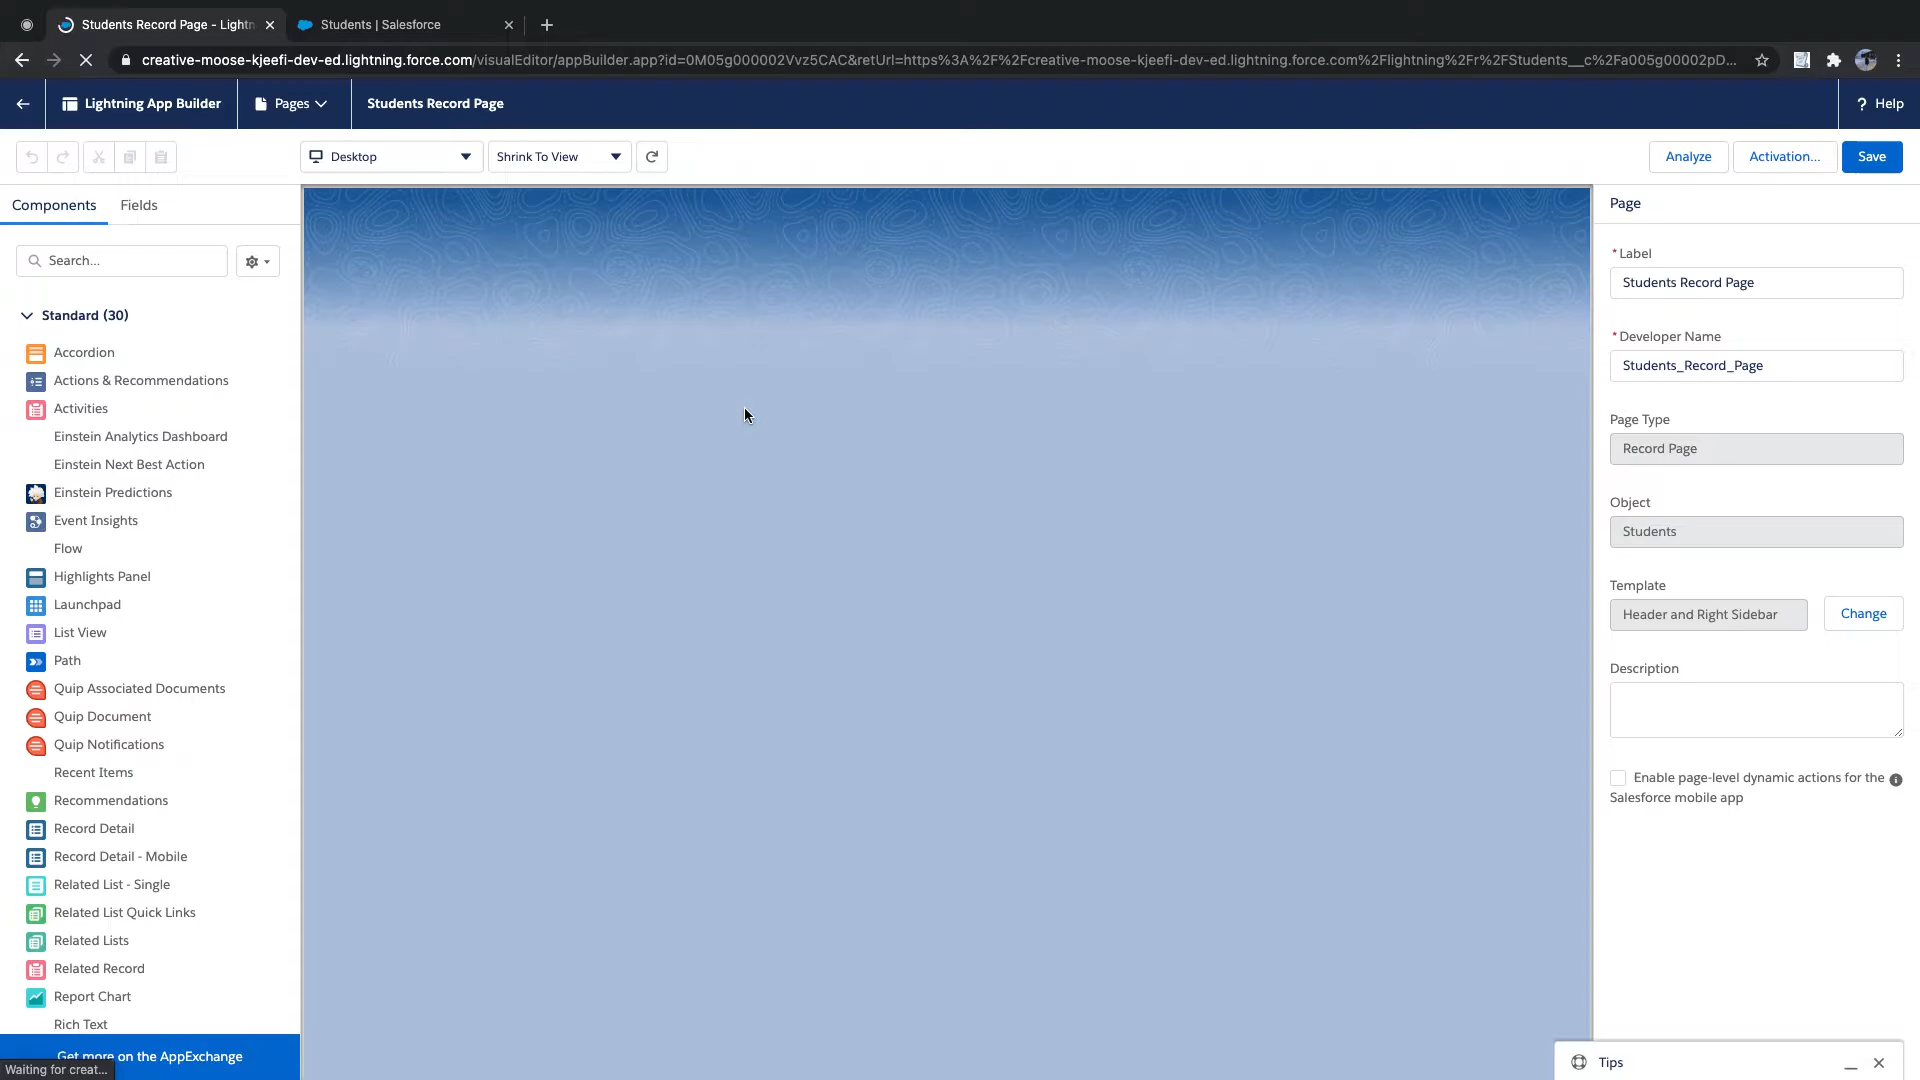 Students Record Page - Lightn
Students | Salesforce
creative-moose-kjeefi-dev-ed.lightning.force.com/visualEditor/appBuilder.app?id=0M05g000002Vvz5CAC&retUrl=https%3A%2F%2Fcreative-moose-kjeefi-dev-ed.lightning.force.com%2Flightning%2Fr%2FStudents__c%2Fa005g00002pD...
Lightning App Builder
Pages
Students Record Page
? Help
Desktop
Shrink To View
Analyze
Activation...
Save
Components
Fields
Search...
Standard (30)
Accordion
Actions & Recommendations
Activities
Einstein Analytics Dashboard
Einstein Next Best Action
Einstein Predictions
Event Insights
Flow
Highlights Panel
Launchpad
List View
Path
Quip Associated Documents
Quip Document
Quip Notifications
Recent Items
Recommendations
Record Detail
Record Detail - Mobile
Related List - Single
Related List Quick Links
Related Lists
Related Record
Report Chart
Rich Text
Get more on the AppExchange
Waiting for creat...
Page
*Label
Students Record Page
*Developer Name
Students_Record_Page
Page Type
Record Page
Object
Students
Template
Header and Right Sidebar
Change
Description
Enable page-level dynamic actions for the
Salesforce mobile app
Tips